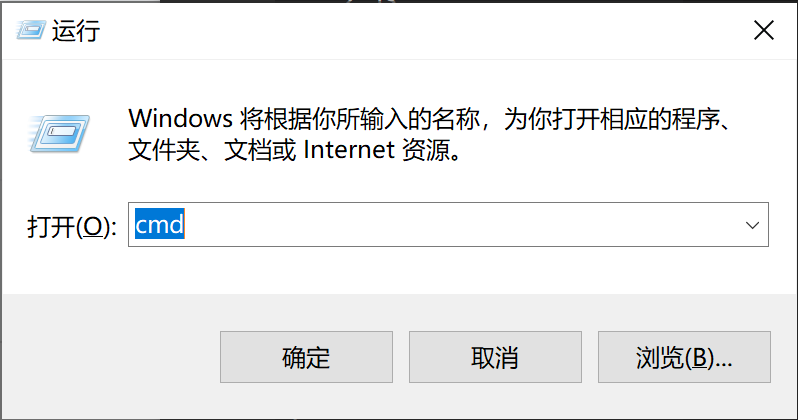 运行
Windows 将根据你所输入的名称，为你打开相应的程序、
文件夹、文档或 Internet 资源。
打开(O): cmd
确定 取消 浏览(B)...